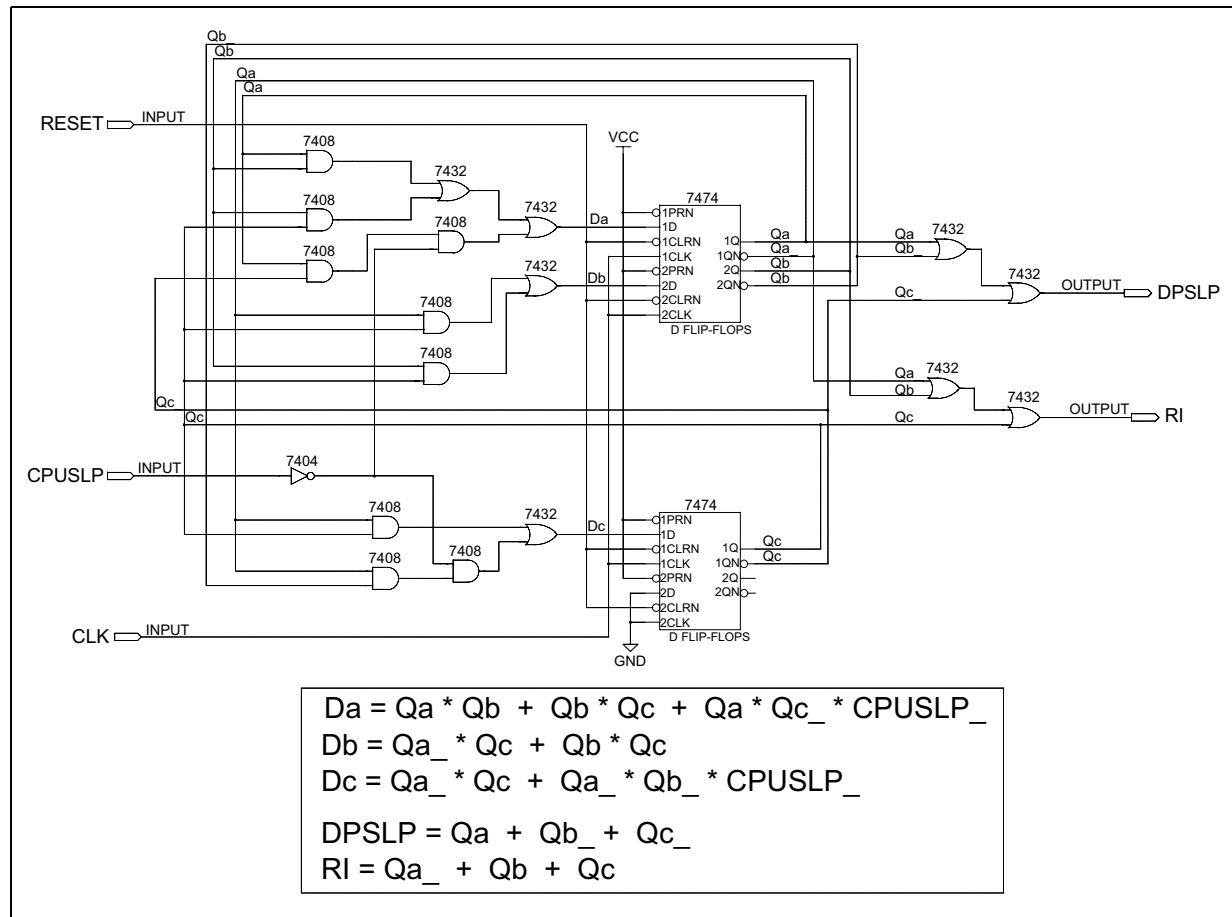 Qb_
Qb
Qa
Qa
RESET
INPUT
7408
7432
VCC
7474
7408
7408
7432
Da
1PRN
1D
1CLRN
1CLK
2PRN
2D
2CLRN
2CLK
1Q
1QN
2Q
2QN
D FLIP-FLOPS
Qa
Qa_
Qb
Qb
Qa
Qb_
7432
7432
Qc_
OUTPUT
DPSLP
7408
7432
Db
7408
7408
Qc
Qc
Qa
Qb
7432
7432
Qc
OUTPUT
RI
CPUSLP
INPUT
7404
7408
7432
Dc
7408
7408
7474
1PRN
1D
1CLRN
1CLK
2PRN
2D
2CLRN
2CLK
1Q
1QN
2Q
2QN
D FLIP-FLOPS
Qc
Qc
CLK
INPUT
GND
Da = Qa * Qb + Qb * Qc + Qa * Qc_ * CPUSLP_
Db = Qa_ * Qc + Qb * Qc
Dc = Qa_ * Qc + Qa_ * Qb_ * CPUSLP_
DPSLP = Qa + Qb_ + Qc_
RI = Qa_ + Qb + Qc